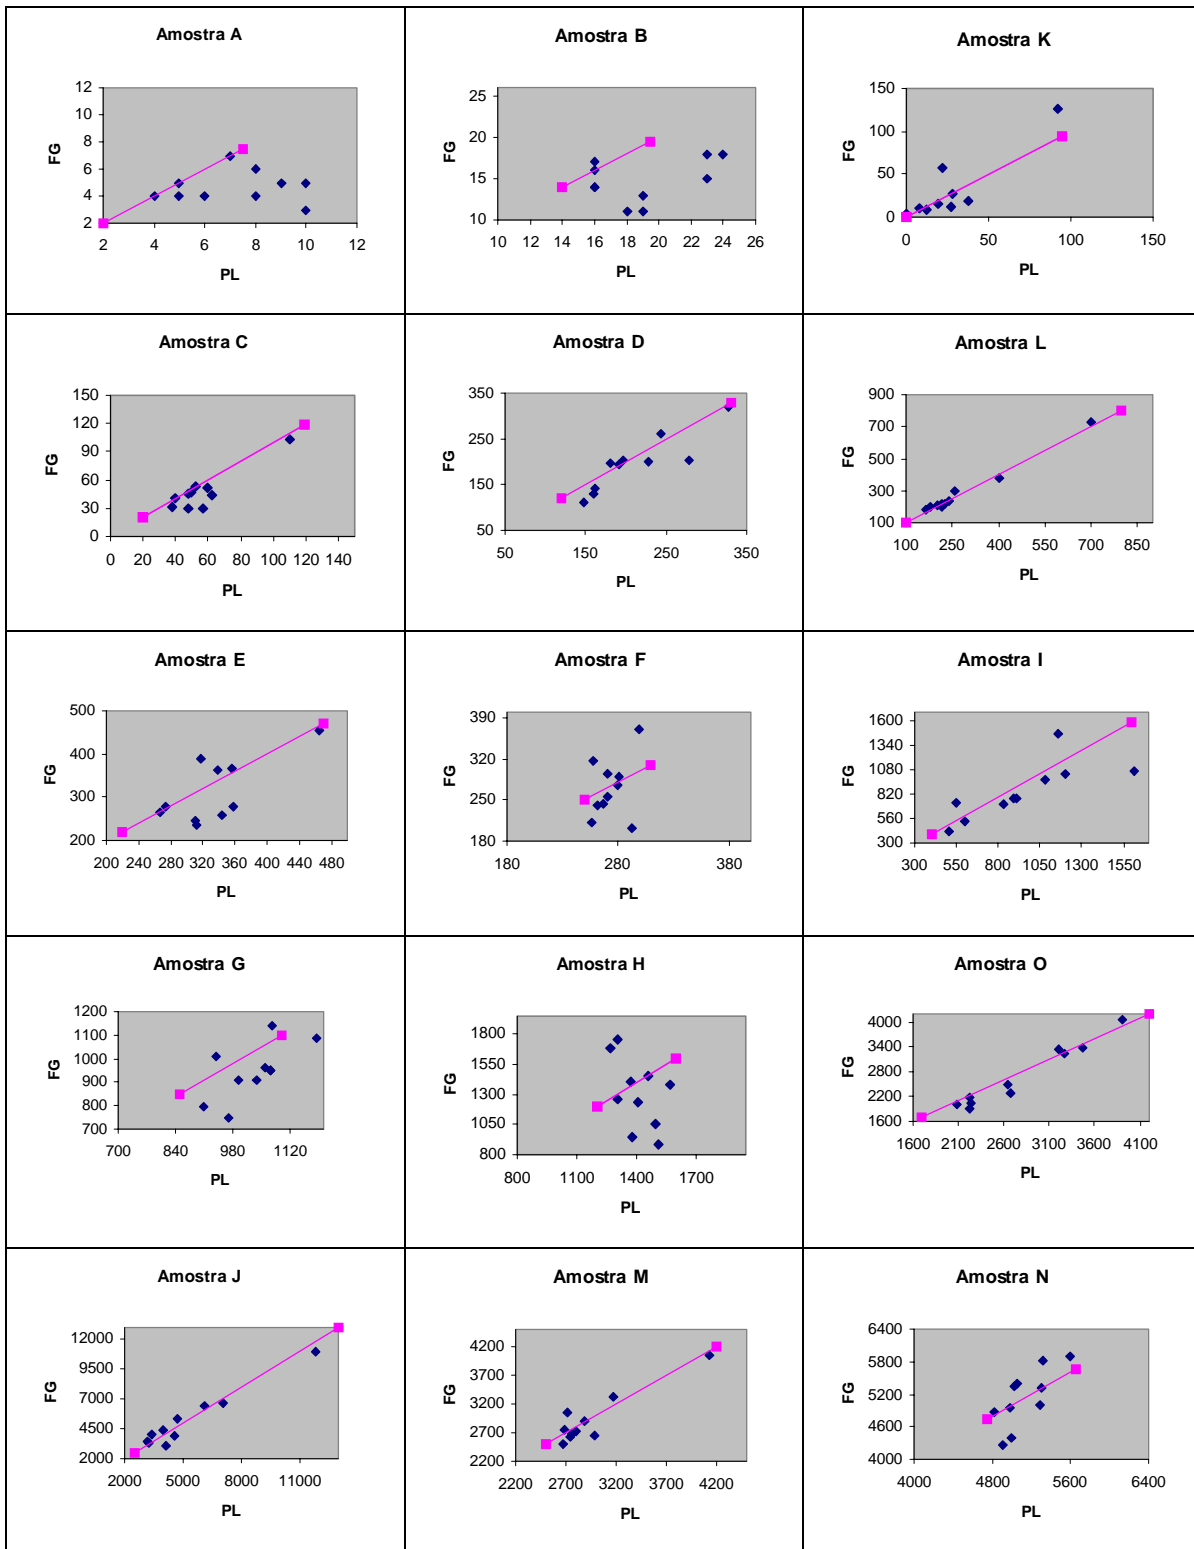 Amostra A
12
10
8
6
4
2
FG
2 4 6 8 10 12
PL
Amostra B
25
20
15
10
FG
10 12 14 16 18 20 22 24 26
PL
Amostra K
150
100
50
0
FG
0 50 100 150
PL
Amostra C
150
120
90
60
30
0
FG
0 20 40 60 80 100 120 140
PL
Amostra D
350
250
150
50
FG
50 150 250 350
PL
Amostra L
900
700
500
300
100
FG
100 250 400 550 700 850
PL
Amostra E
500
400
300
200
FG
200 240 280 320 360 400 440 480
PL
Amostra F
390
320
250
180
FG
180 280 380
PL
Amostra I
1600
1340
1080
820
560
300
FG
300 550 800 1050 1300 1550
PL
Amostra G
1200
1100
1000
900
800
700
FG
700 840 980 1120
PL
Amostra H
1800
1550
1300
1050
800
FG
800 1100 1400 1700
PL
Amostra O
4000
3400
2800
2200
1600
FG
1600 2100 2600 3100 3600 4100
PL
Amostra J
12000
9500
7000
4500
2000
FG
2000 5000 8000 11000
PL
Amostra M
4200
3700
3200
2700
2200
FG
2200 2700 3200 3700 4200
PL
Amostra N
6400
5800
5200
4600
4000
FG
4000 4800 5600 6400
PL